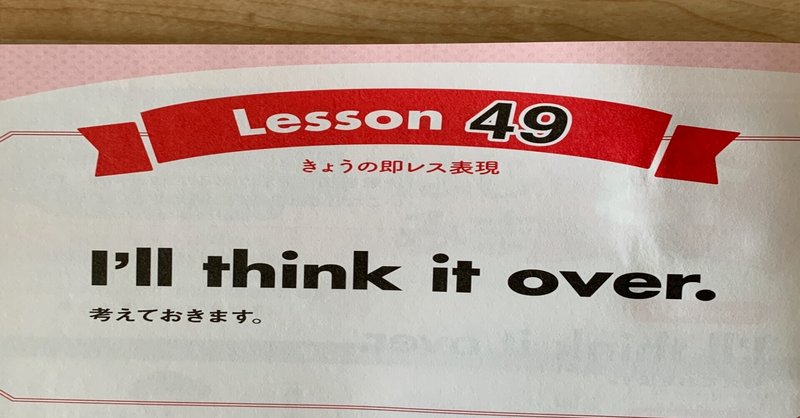 Lesson 49
きょうの即レス表現
I'll think it over.
考えておきます。